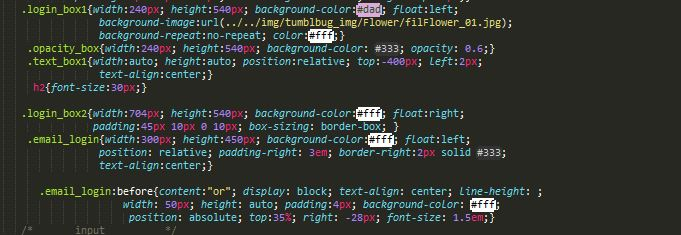 .login_box1{width:240px; height:540px; background-color:#dad; float:left;
background-image:url(../../img/tumblbug_img/Flower/filFlower_01.jpg);
background-repeat:no-repeat; color:#fff;}
.opacity_box{width:240px; height:540px; background-color: #333; opacity: 0.6;}
.text_box1{width:auto; height:auto; position:relative; top:-400px; left:2px;
text-align:center;}
h2{font-size:30px;}
.login_box2{width:704px; height:540px; background-color:#fff; float:right;
padding:45px 10px 0 10px; box-sizing: border-box; }
.email_login{width:300px; height:450px; background-color:#fff; float:left;
position: relative; padding-right: 3em; border-right:2px solid #333;
text-align:center;}
.email_login:before{content:"or"; display: block; text-align: center; line-height: ;
width: 50px; height: auto; padding:4px; background-color: #fff;
position: absolute; top:35%; right: -28px; font-size: 1.5em;}
/* input */